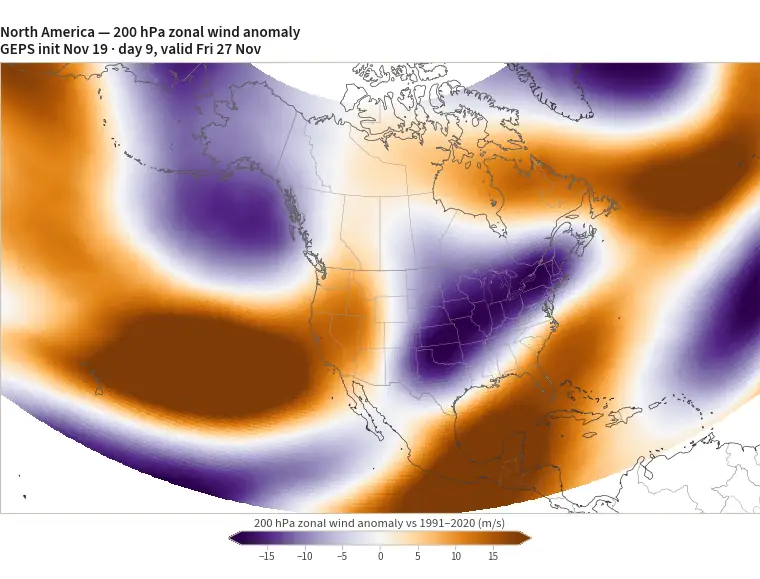 North America — 200 hPa zonal wind anomaly
GEPS init Nov 19 · day 9, valid Fri 27 Nov
200 hPa zonal wind anomaly vs 1991–2020 (m/s)
−15 −10 −5 0 5 10 15